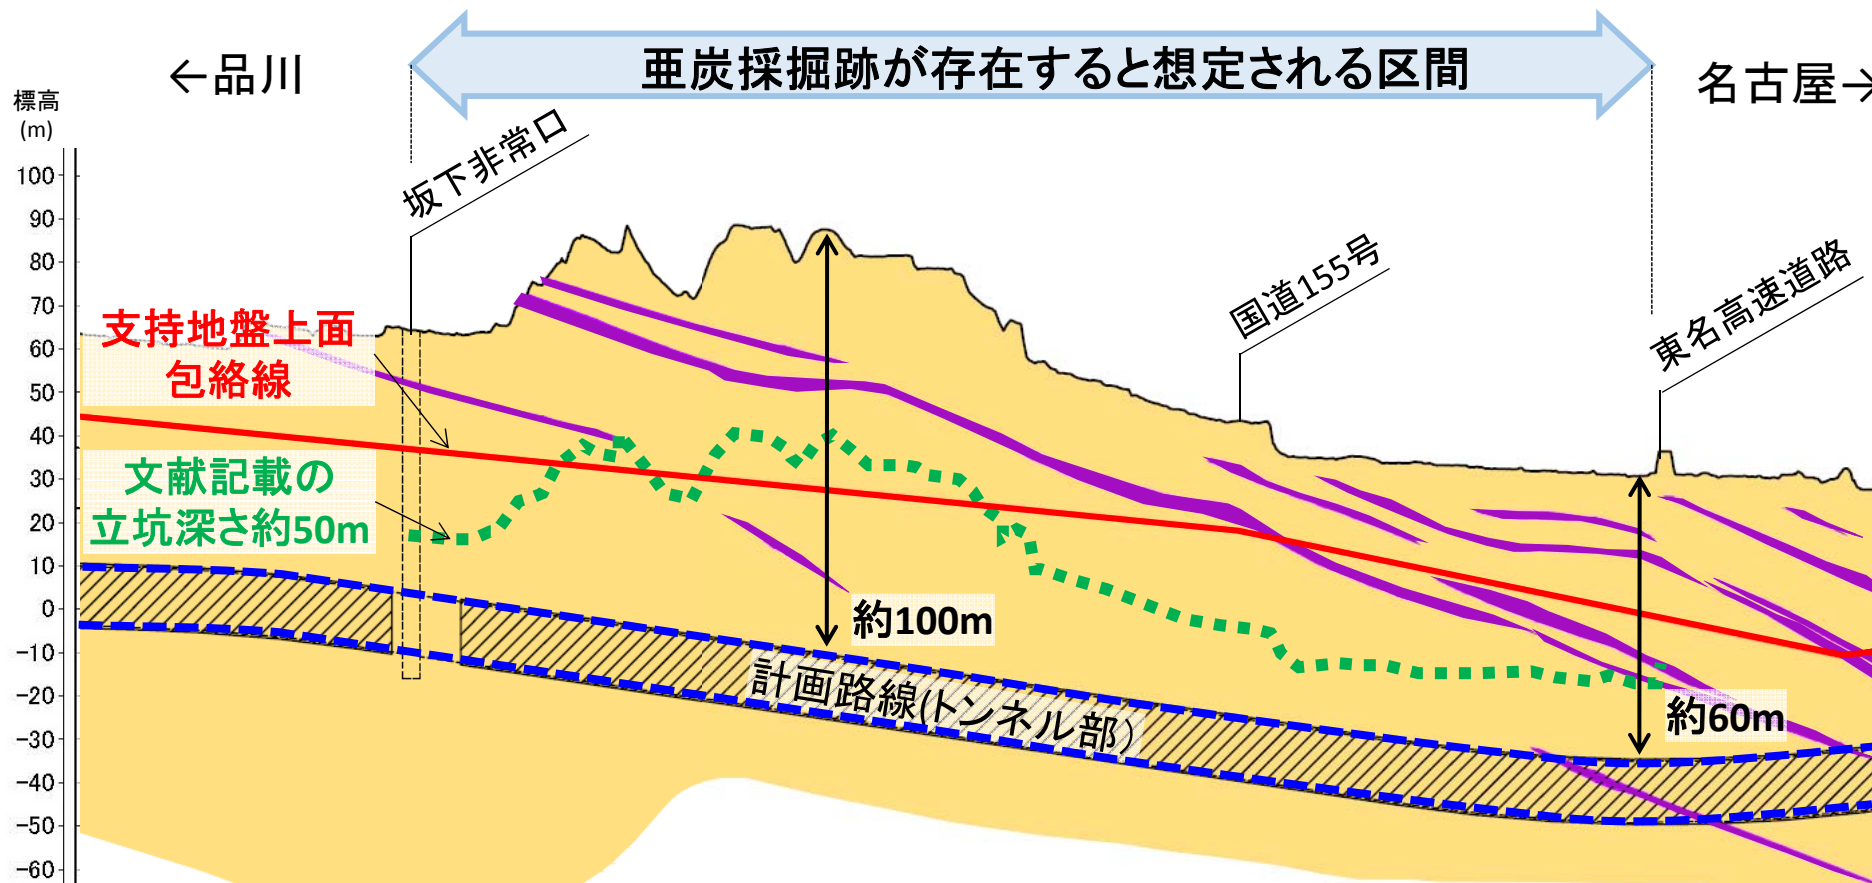 亜炭採掘跡が存在すると想定される区間
←品川
名古屋→
標高
(m)
坂下非常口
国道155号
東名高速道路
支持地盤上面
包絡線
文献記載の
立坑深さ約50m
約100m
約60m
計画路線(トンネル部)
100
90
80
70
60
50
40
30
20
10
0
-10
-20
-30
-40
-50
-60